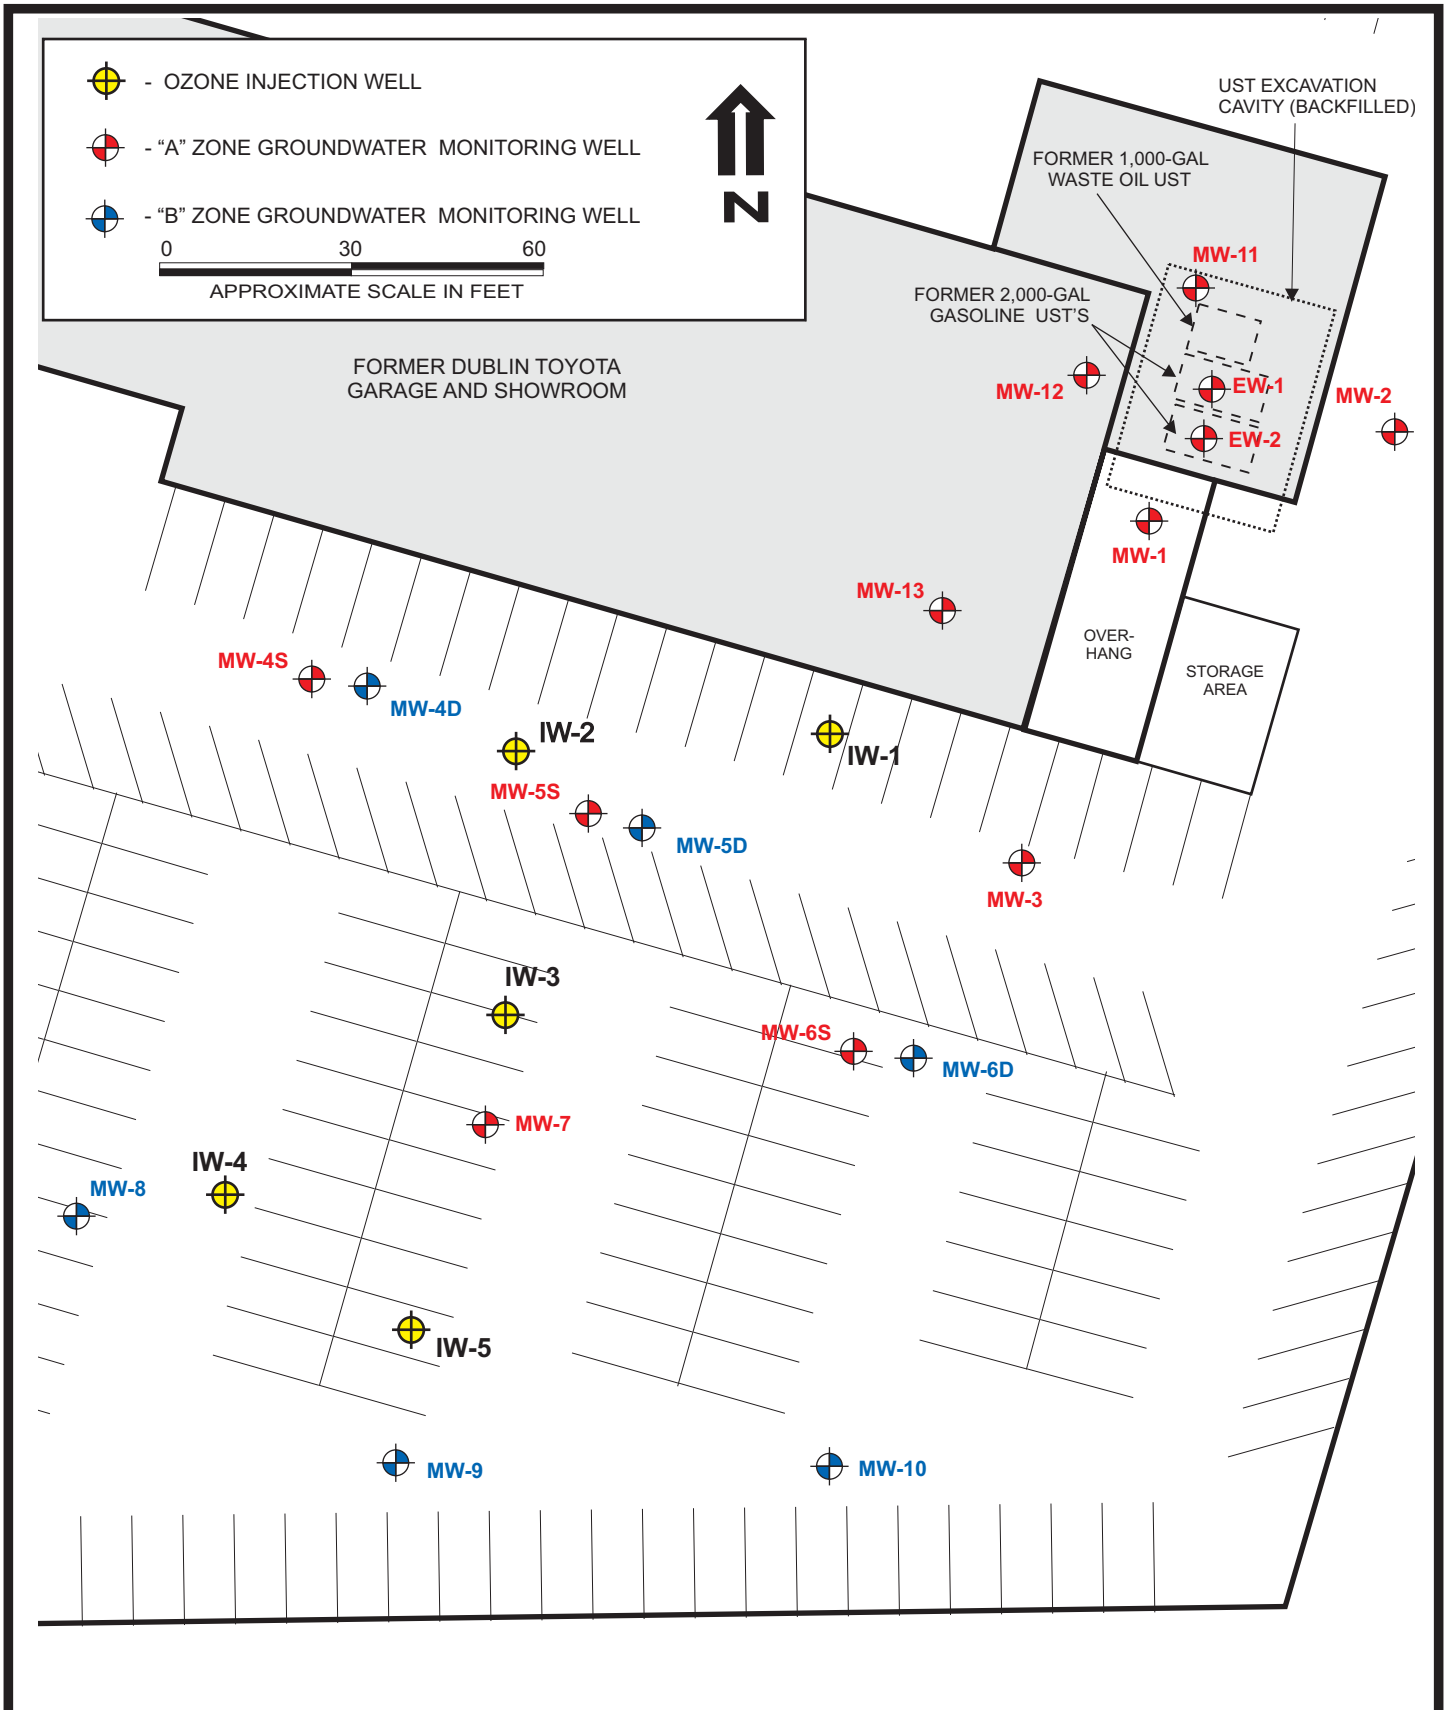 - OZONE INJECTION WELL
- “A” ZONE GROUNDWATER MONITORING WELL
- “B” ZONE GROUNDWATER MONITORING WELL
0 30 60
APPROXIMATE SCALE IN FEET
N
UST EXCAVATION
CAVITY (BACKFILLED)
FORMER 1,000-GAL
WASTE OIL UST
MW-11
FORMER 2,000-GAL
GASOLINE UST'S
FORMER DUBLIN TOYOTA
GARAGE AND SHOWROOM
MW-12
EW-1
MW-2
EW-2
MW-1
MW-13
OVER-
HANG
STORAGE
AREA
MW-4S
MW-4D
IW-2
IW-1
MW-5S
MW-5D
MW-3
IW-3
MW-6S
MW-6D
MW-7
IW-4
MW-8
IW-5
MW-9
MW-10